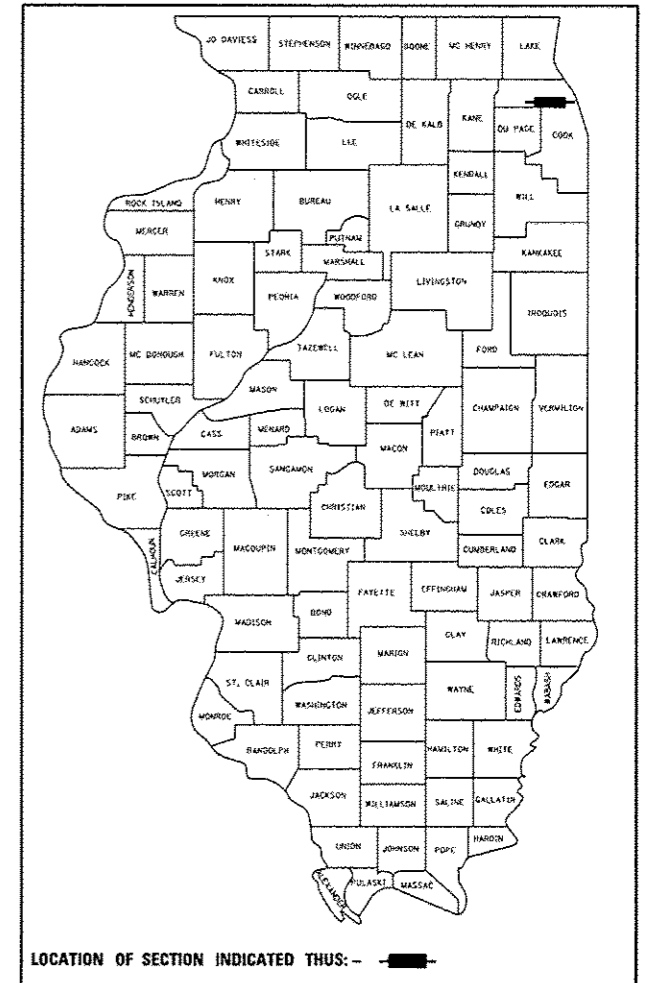 JO DAVIESS
STEPHENSON
WINNEBAGO
BOONE
MC HENRY
LAKE
CARROLL
OGLE
DE KALB
KANE
DU PAGE
COOK
WHITESIDE
LEE
KENDALL
WILL
ROCK ISLAND
HENRY
BUREAU
LA SALLE
GRUNDY
MERCER
PUTNAM
KANKAKEE
STARK
MARSHALL
HENDERSON
WARREN
KNOX
PEORIA
WOODFORD
LIVINGSTON
IROQUOIS
HANCOCK
MC DONOUGH
FULTON
TAZEWELL
MC LEAN
FORD
MASON
SCHUYLER
LOGAN
DE WITT
CHAMPAIGN
VERMILION
ADAMS
BROWN
CASS
MENARD
PIATT
MACON
PIKE
SCOTT
MORGAN
SANGAMON
MOULTRIE
DOUGLAS
EDGAR
CHRISTIAN
COLES
CALHOUN
GREENE
MACOUPIN
MONTGOMERY
SHELBY
CUMBERLAND
CLARK
JERSEY
FAYETTE
EFFINGHAM
JASPER
CRAWFORD
MADISON
BOND
CLAY
RICHLAND
LAWRENCE
CLINTON
MARION
ST. CLAIR
WAYNE
EDWARDS
WABASH
MONROE
WASHINGTON
JEFFERSON
RANDOLPH
PERRY
HAMILTON
WHITE
FRANKLIN
JACKSON
WILLIAMSON
SALINE
GALLATIN
UNION
JOHNSON
POPE
HARDIN
ALEXANDER
PULASKI
MASSAC
LOCATION OF SECTION INDICATED THUS: -